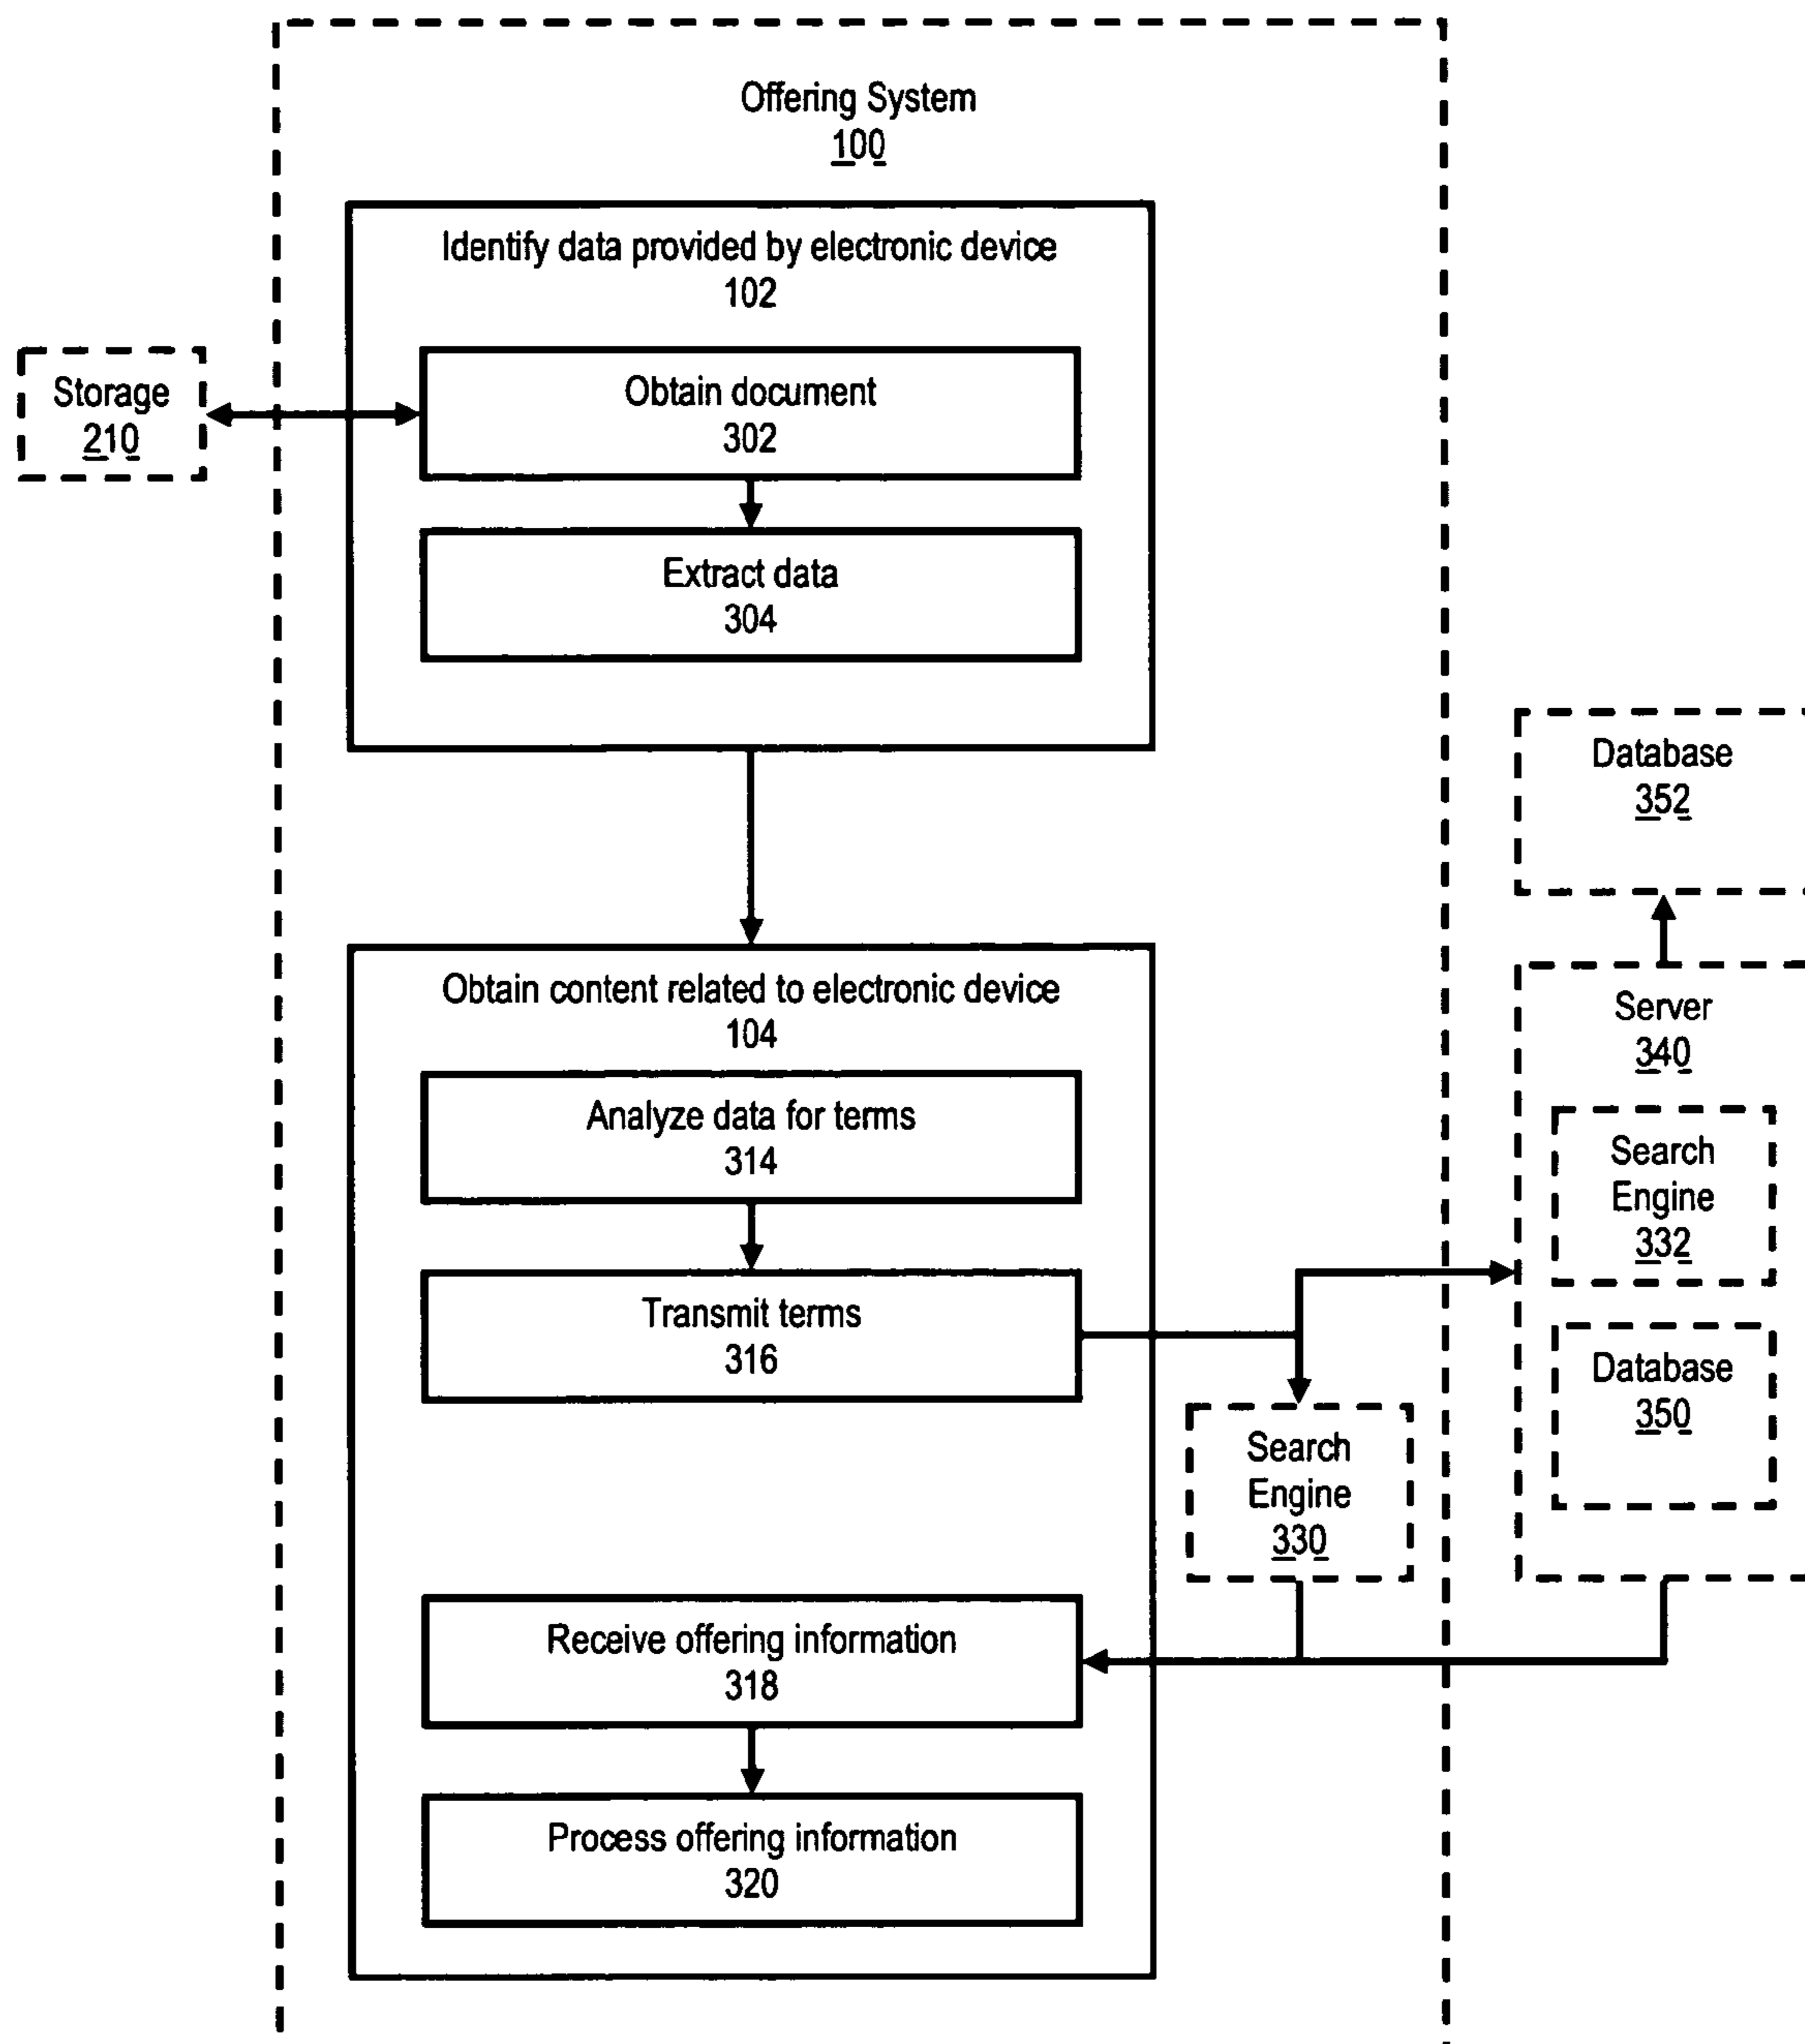 Offering System
100
Identify data provided by electronic device
102
Storage
210
Obtain document
302
Extract data
304
Database
352
Obtain content related to electronic device
104
Server
340
Analyze data for terms
314
Search
Engine
332
Transmit terms
316
Database
350
Search
Engine
330
Receive offering information
318
Process offering information
320